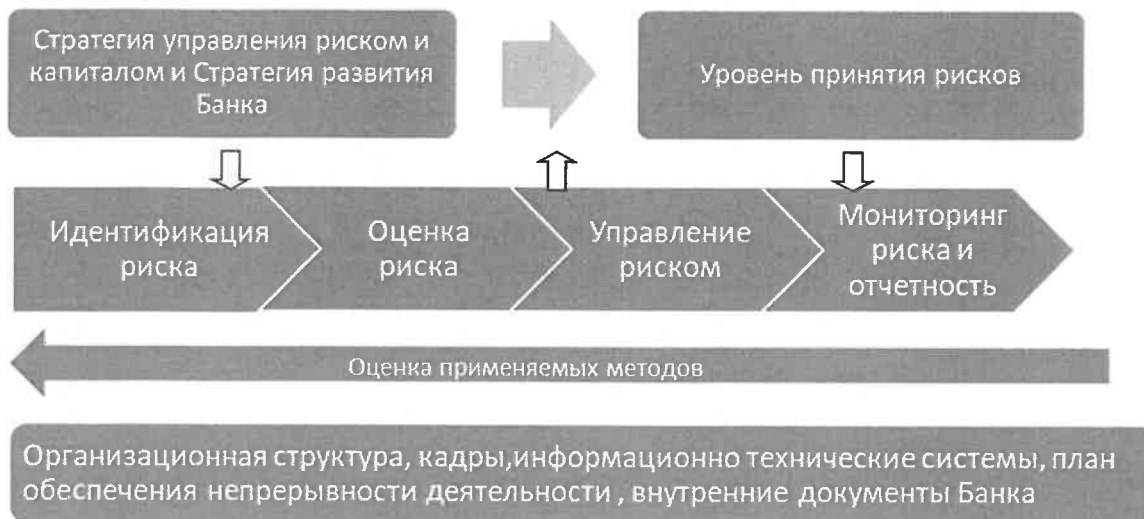 Стратегия управления риском и
капиталом и Стратегия развития
Банка
Уровень принятия рисков
Идентификация
риска
Оценка
риска
Управление
риском
Мониторинг
риска и
отчетность
Оценка применяемых методов
Организационная структура, кадры,информационно технические системы, план
обеспечения непрерывности деятельности , внутренние документы Банка